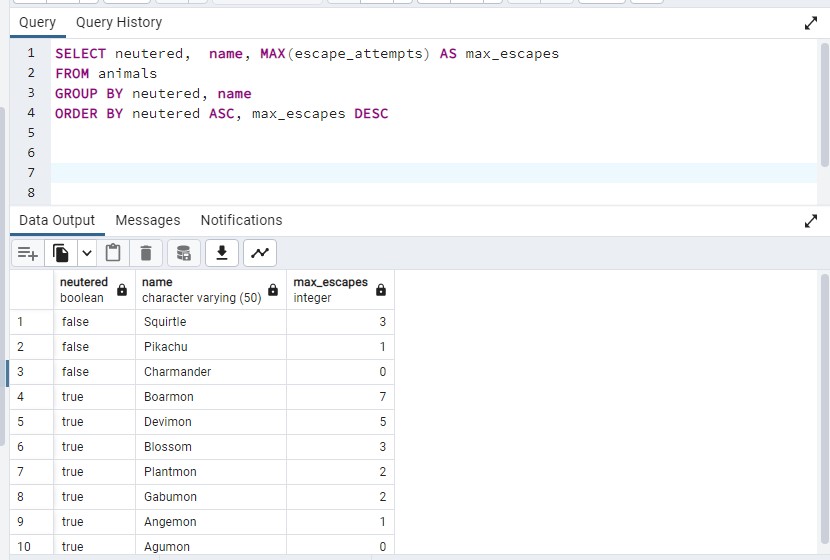 Query Query History
1 SELECT neutered,  name, MAX(escape_attempts) AS max_escapes
2 FROM animals
3 GROUP BY neutered, name
4 ORDER BY neutered ASC, max_escapes DESC
5
6
7
8
Data Output Messages Notifications
neutered name max_escapes
boolean character varying (50) integer
1 false Squirtle 3
2 false Pikachu 1
3 false Charmander 0
4 true Boarmon 7
5 true Devimon 5
6 true Blossom 3
7 true Plantmon 2
8 true Gabumon 2
9 true Angemon 1
10 true Agumon 0